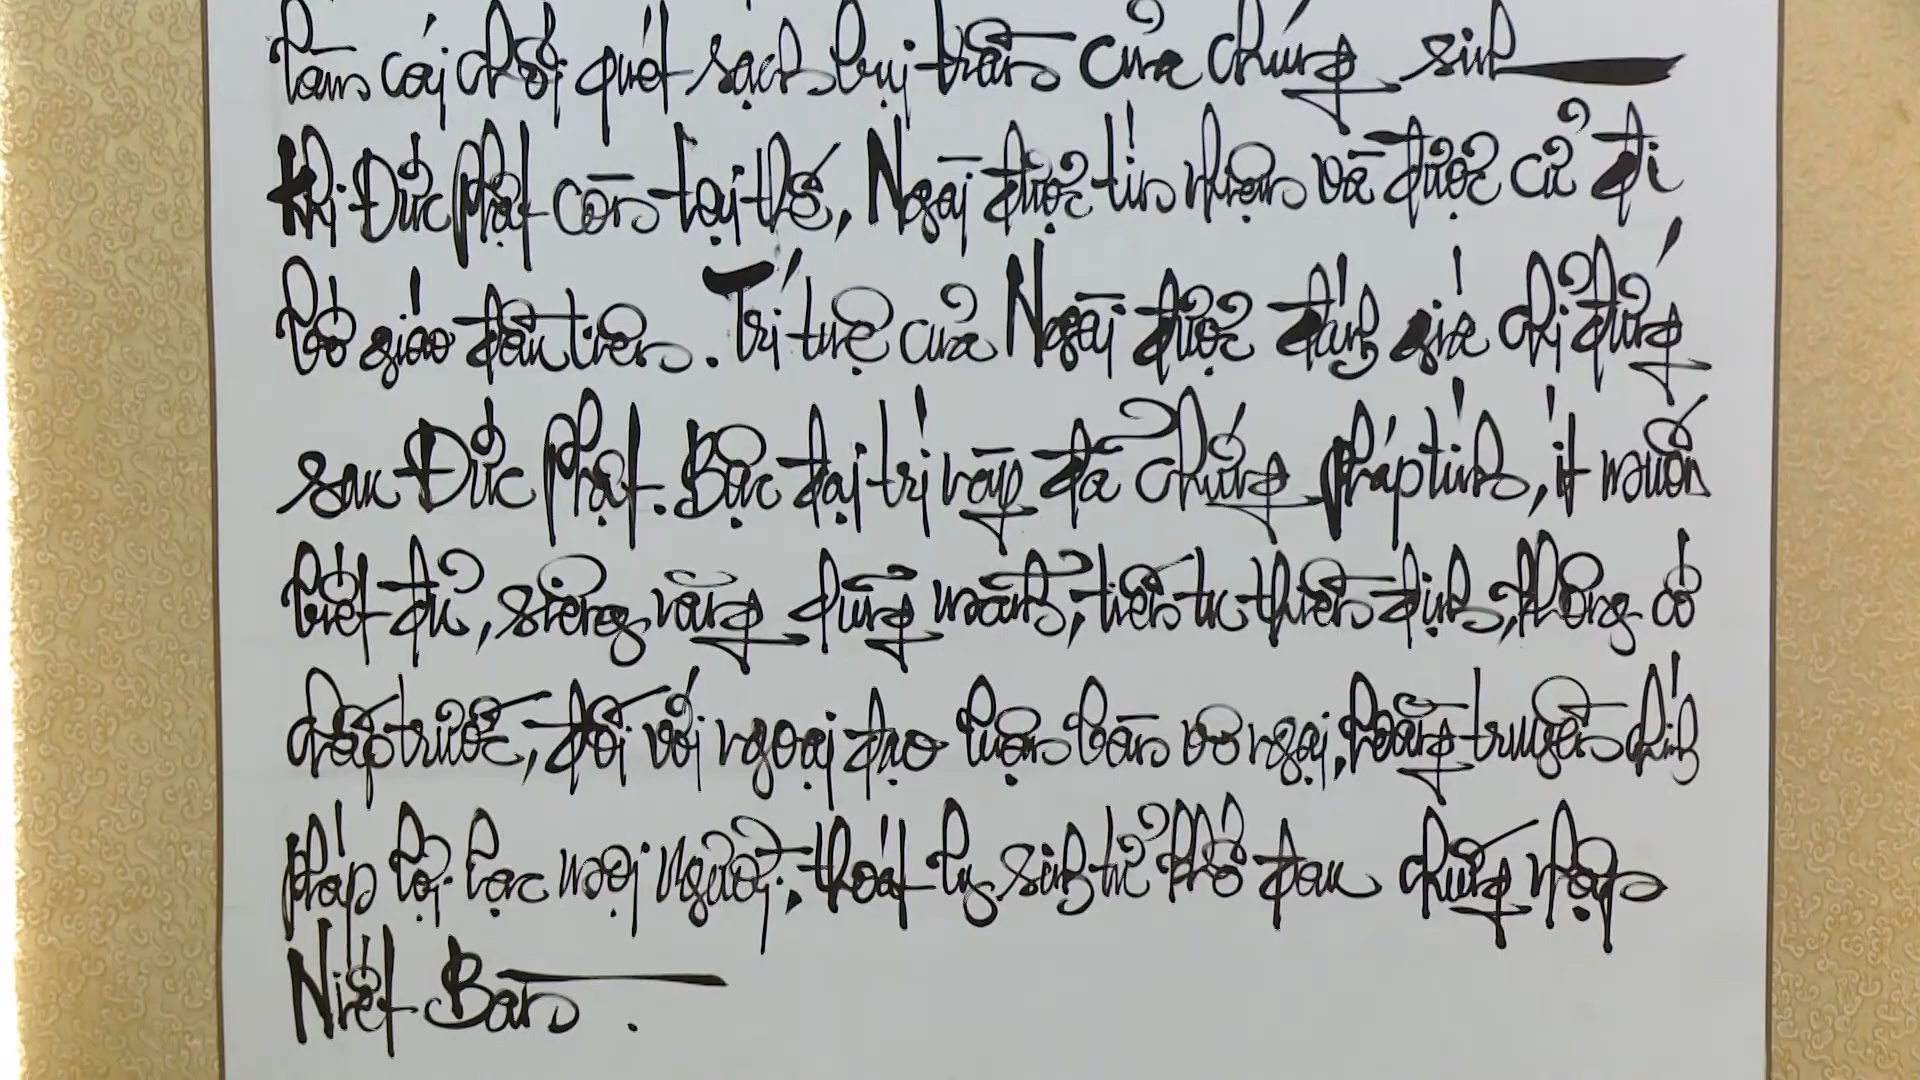 làm cái chổi quét sạch bụi trần của chúng sinh
Khi Đức Phật còn tại thế, Ngài được tín nhiệm và được cử đi
bố giáo đầu tiên. Trí tuệ của Ngài được đánh giá chỉ đứng
sau Đức Phật. Bậc đại trí này đã chứng pháp tính, ít muốn
biết đủ, siêng năng dũng mãnh, tiến tu thiền định, không có
chấp trước, đối với ngoại đạo luận bàn vô ngại, hoằng truyền chính
pháp lợi lạc mọi người, thoát ly sinh tử khổ đau chứng nhập
Niết Bàn.